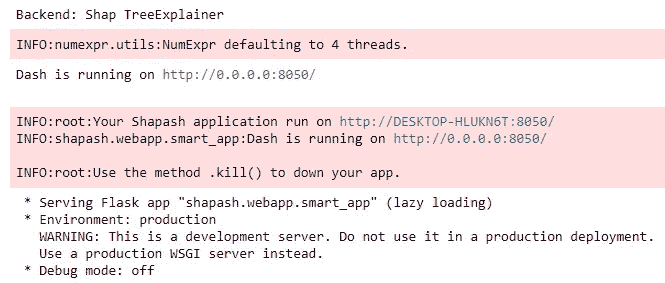 Backend: Shap TreeExplainer
INFO:numexpr.utils:NumExpr defaulting to 4 threads.
Dash is running on http://0.0.0.0:8050/
INFO:root:Your Shapash application run on http://DESKTOP-HLUKN6T:8050/
INFO:shapash.webapp.smart_app:Dash is running on http://0.0.0.0:8050/
INFO:root:Use the method .kill() to down your app.
* Serving Flask app "shapash.webapp.smart_app" (lazy loading)
* Environment: production
WARNING: This is a development server. Do not use it in a production deployment.
Use a production WSGI server instead.
* Debug mode: off